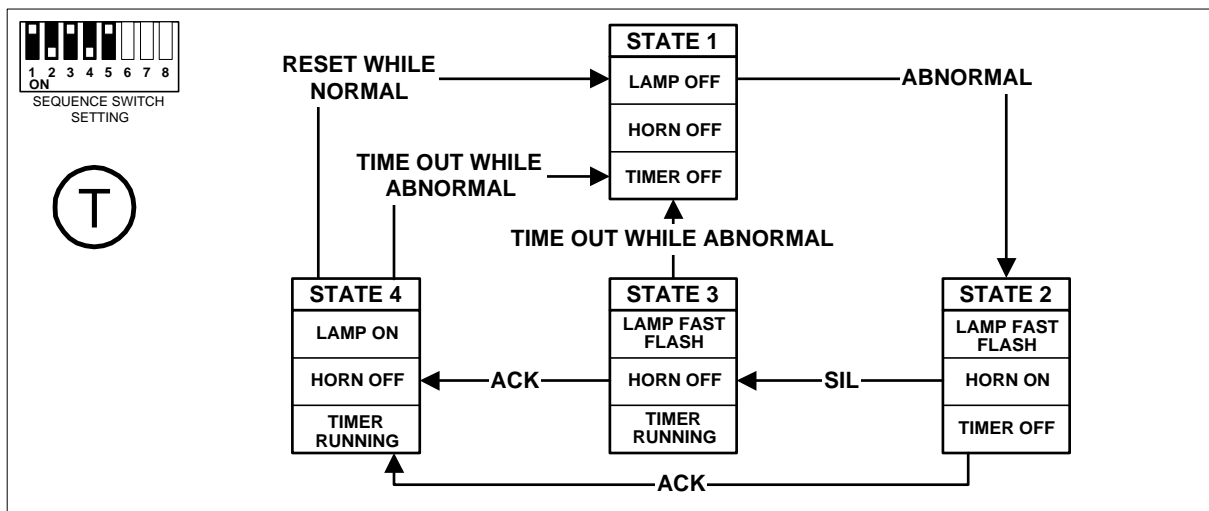 1 2 3 4 5 6 7 8
ON
SEQUENCE SWITCH
SETTING
T
RESET WHILE
NORMAL
TIME OUT WHILE
ABNORMAL
STATE 1
LAMP OFF
HORN OFF
TIMER OFF
ABNORMAL
TIME OUT WHILE ABNORMAL
STATE 4
LAMP ON
HORN OFF
TIMER
RUNNING
ACK
STATE 3
LAMP FAST
FLASH
HORN OFF
TIMER
RUNNING
SIL
STATE 2
LAMP FAST
FLASH
HORN ON
TIMER OFF
ACK